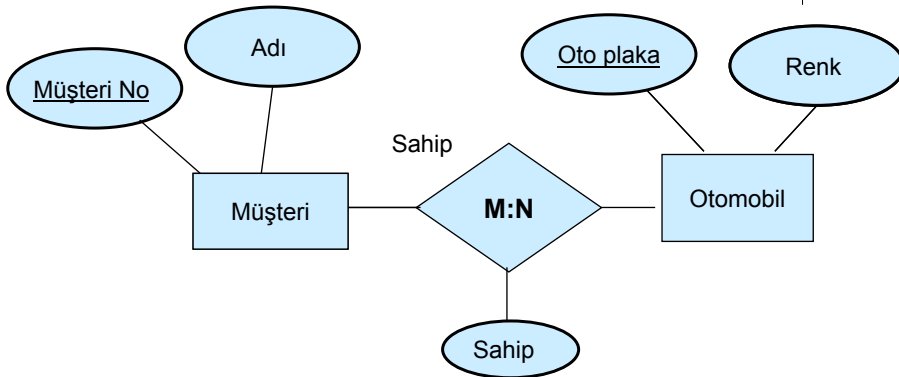 Adı
Oto plaka
Renk
Müşteri No
Sahip
Müşteri
M:N
Otomobil
Sahip